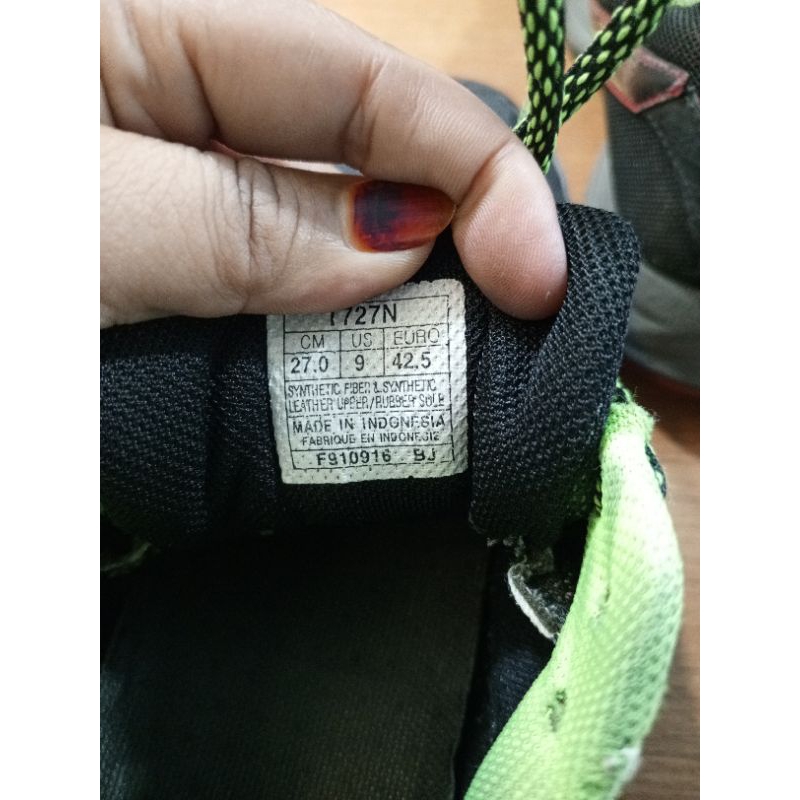 T727N
CM US EURO
27.0 9 42.5
SYNTHETIC FIBER & SYNTHETIC
LEATHER UPPER/RUBBER SOLE
MADE IN INDONESIA
FABRIQUE EN INDONESIE
F910916 BJ